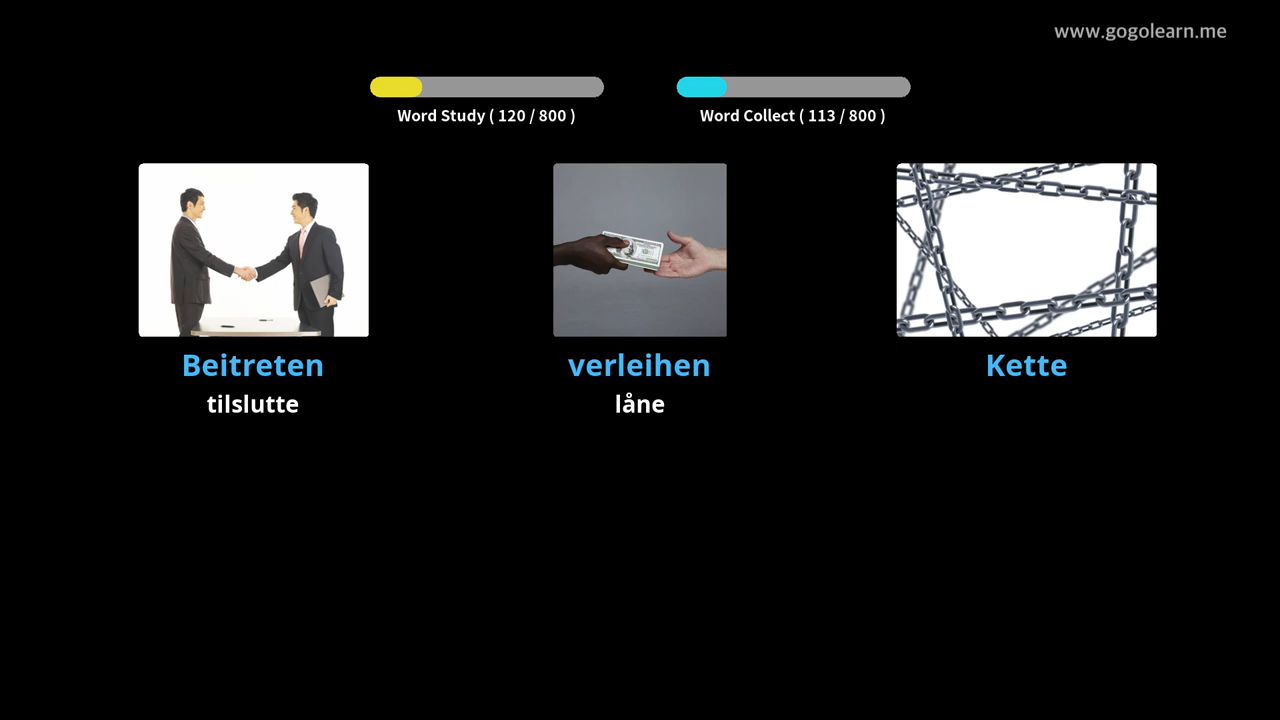 www.gogolearn.me
Word Study ( 120 / 800 )
Word Collect ( 113 / 800 )
Beitreten
verleihen
Kette
tilslutte
låne